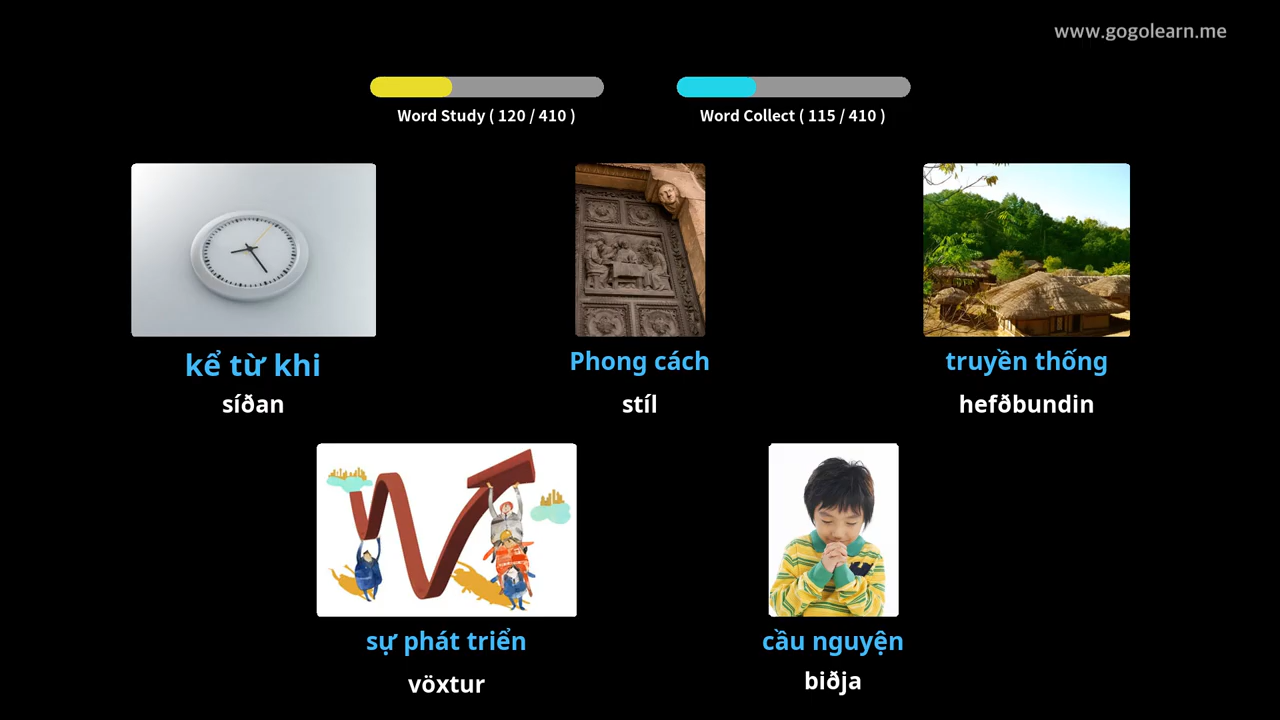 www.gogolearn.me
Word Study ( 120 / 410 )
Word Collect ( 115 / 410 )
kể từ khi
síðan
Phong cách
stíl
truyền thống
hefðbundin
sự phát triển
vöxtur
cầu nguyện
biðja